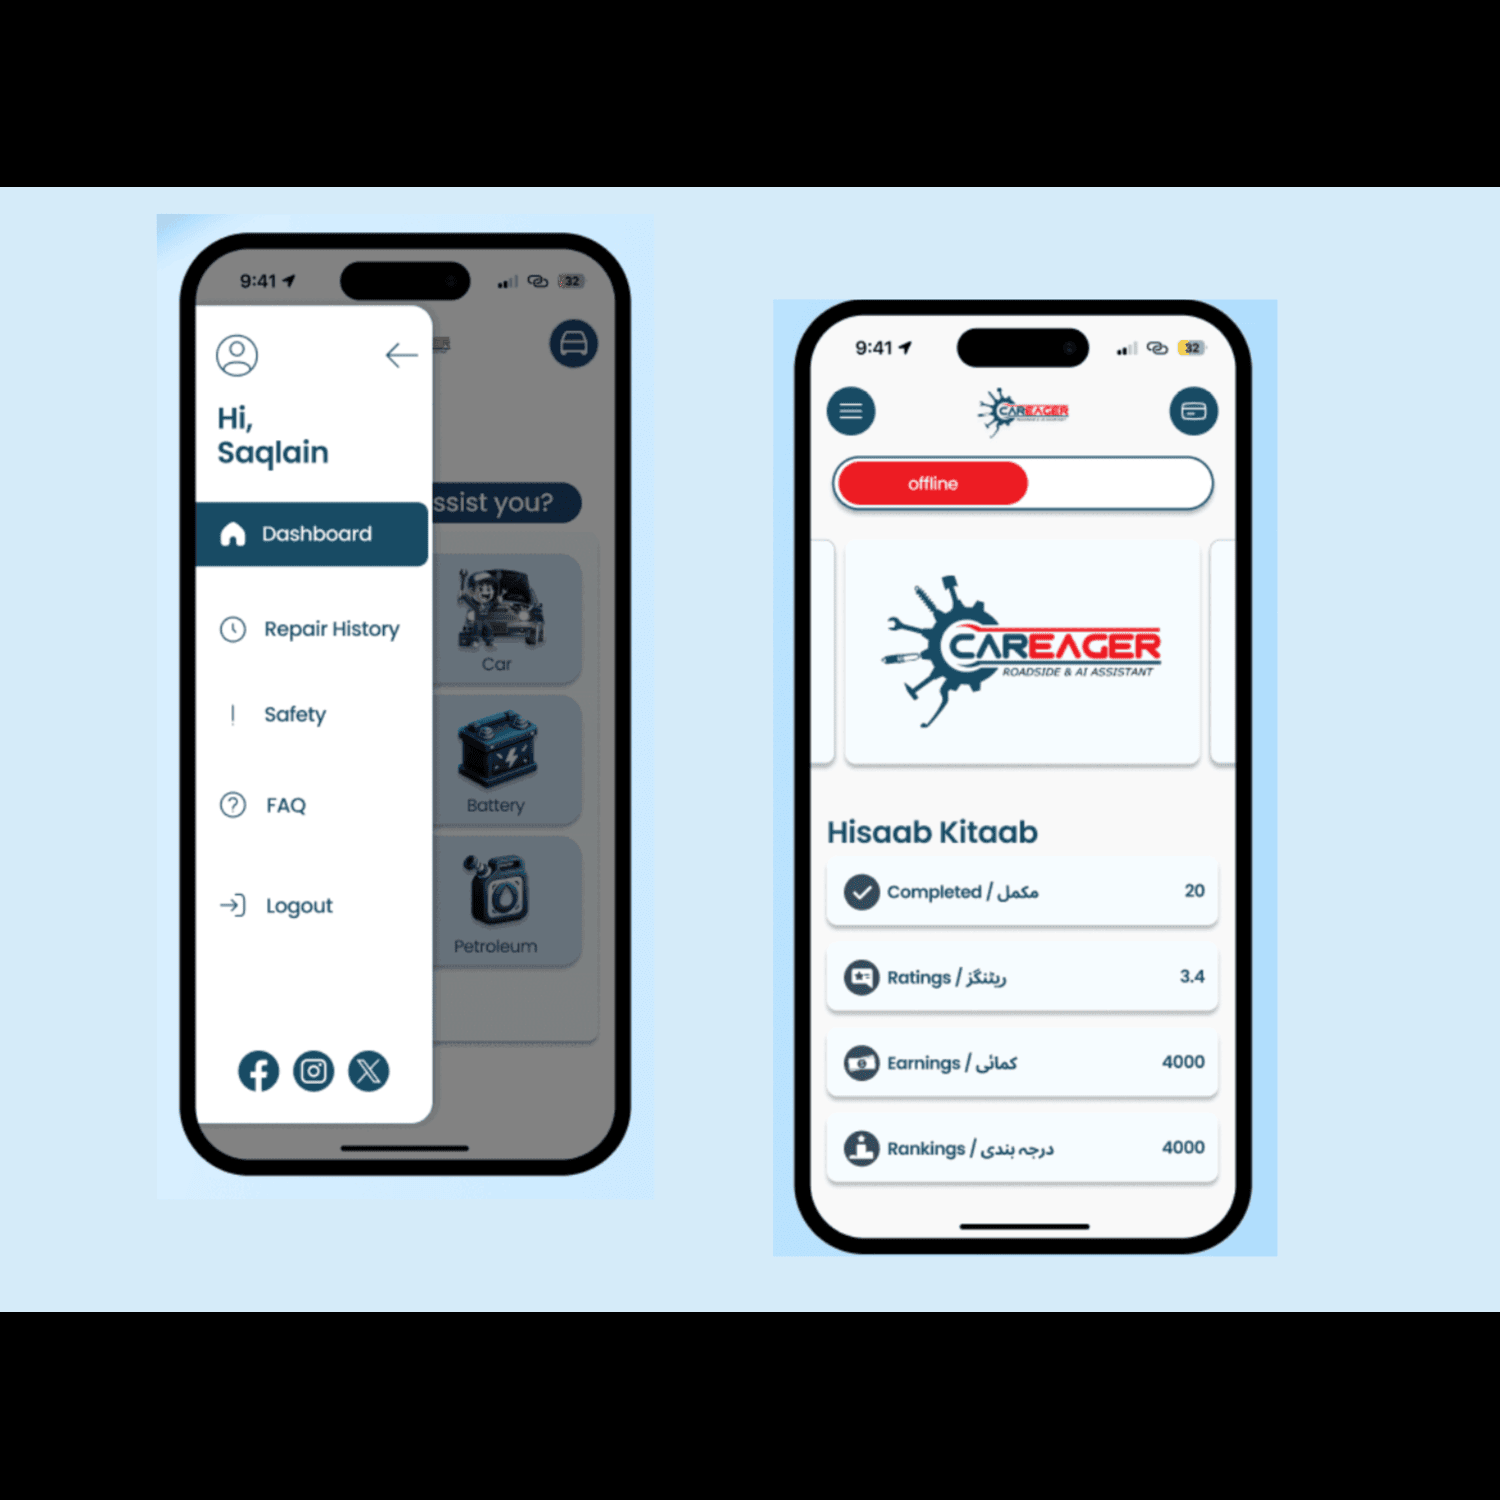 9:41
32
Hi,
Saqlain
Dashboard
Repair History
Safety
FAQ
Logout
ssist you?
Car
Battery
Petroleum
9:41
32
CAREAGER
offline
CAREAGER
ROADSIDE & AI ASSISTANT
Hisaab Kitaab
Completed / مکمل 20
Ratings / ریٹنگز 3.4
Earnings / کمائی 4000
Rankings / درجہ بندی 4000